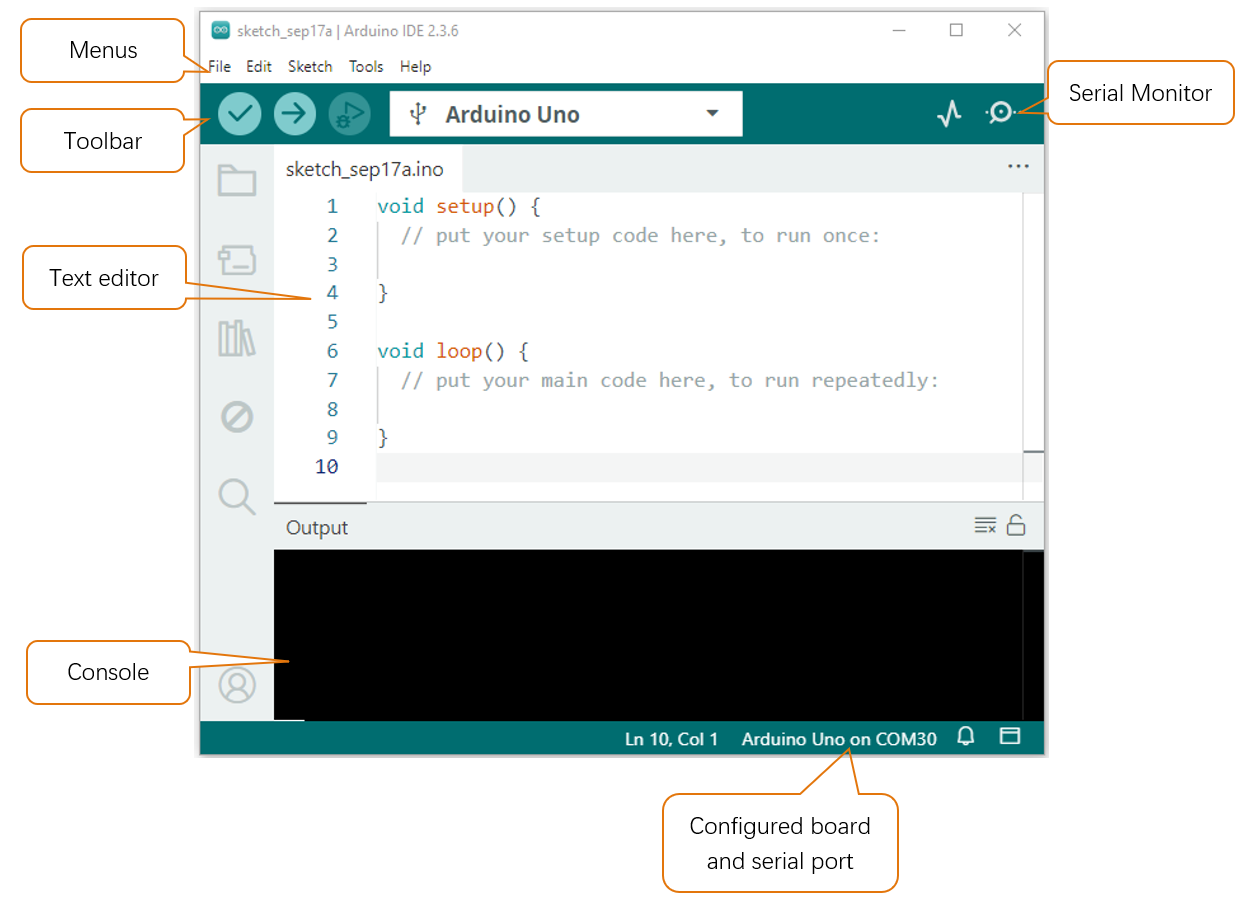 sketch_sep17a | Arduino IDE 2.3.6
Menus
File Edit Sketch Tools Help
Serial Monitor
Arduino Uno
Toolbar
sketch_sep17a.ino
1 void setup() {
2 // put your setup code here, to run once:
3
Text editor
4 }
5
6 void loop() {
7 // put your main code here, to run repeatedly:
8
9 }
10
Output
Console
Ln 10, Col 1 Arduino Uno on COM30
Configured board
and serial port